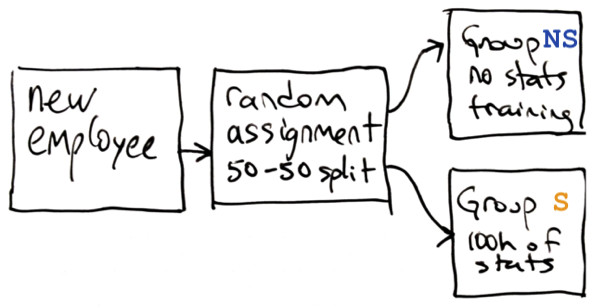 new
employee
random
assignment
50-50 split
Group NS
no stats
training
Group S
100h of
stats